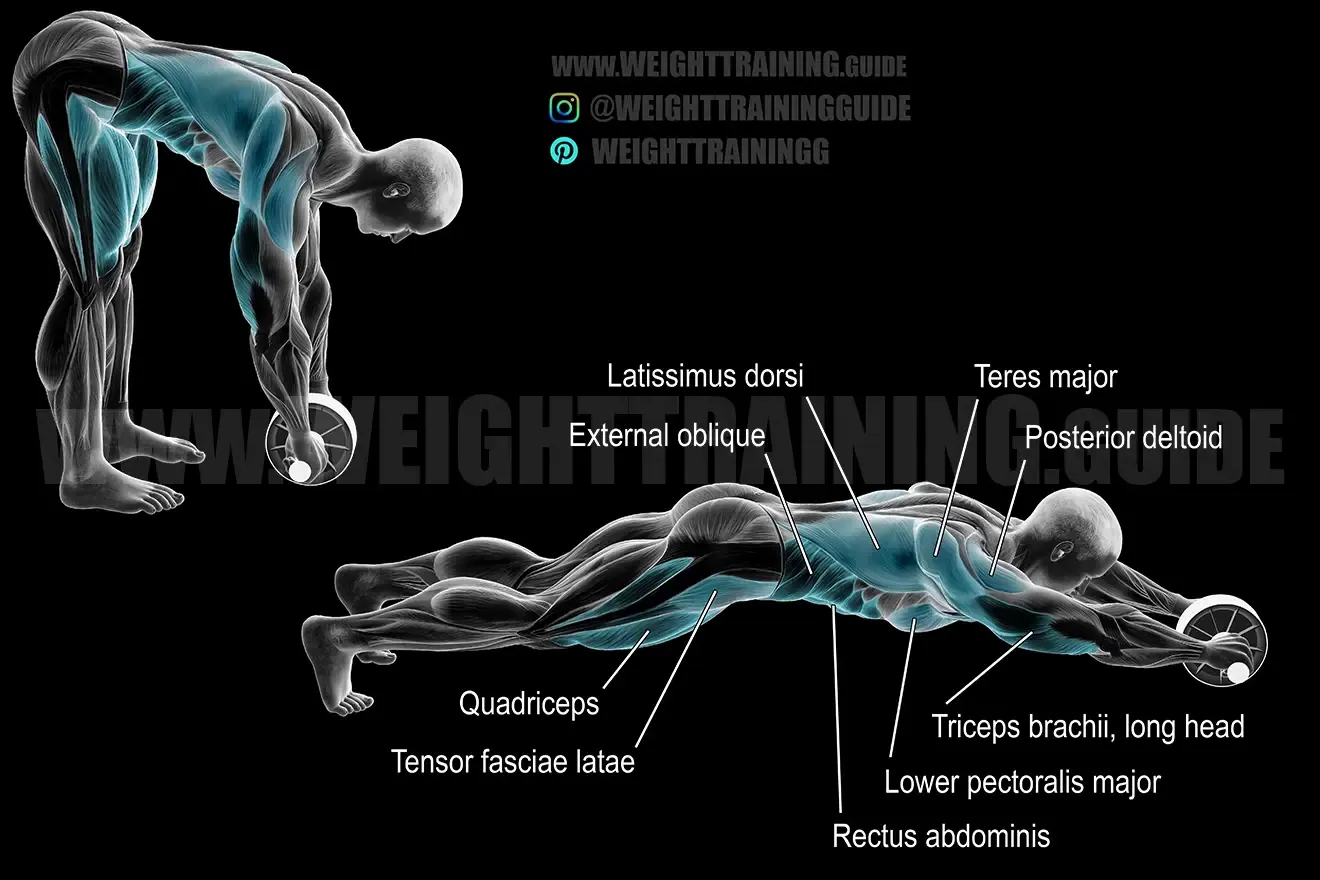 www.WEIGHTTRAINING.GUIDE
@WEIGHTTRAININGGUIDE
WEIGHTTRAININGG
Latissimus dorsi
Teres major
www.WEIGHTTRAINING.GUIDE
External oblique
Posterior deltoid
Quadriceps
Triceps brachii, long head
Tensor fasciae latae
Lower pectoralis major
Rectus abdominis